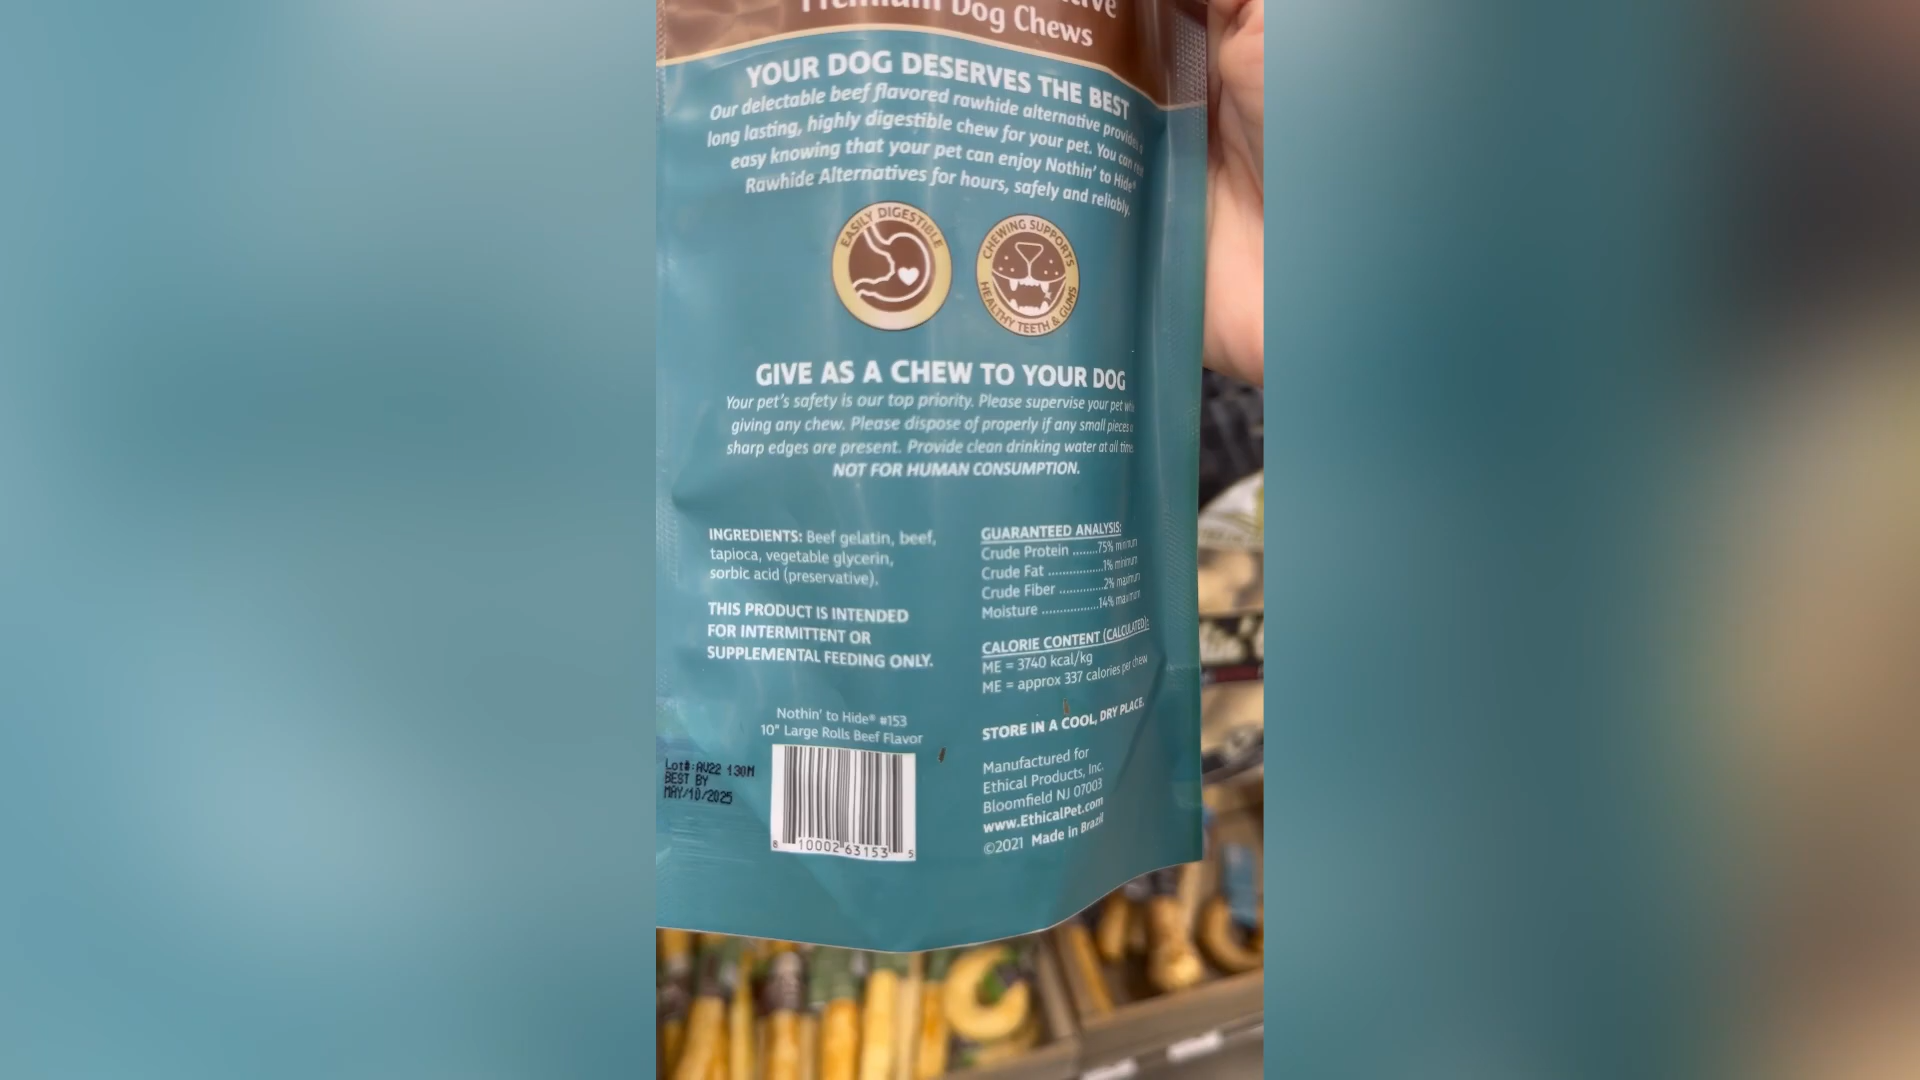 Premium Dog Chews
YOUR DOG DESERVES THE BEST
Our delectable beef flavored rawhide alternative provides a
long lasting, highly digestible chew for your pet. You can rest
easy knowing that your pet can enjoy Nothin' to Hide®
Rawhide Alternatives for hours, safely and reliably.
EASILY DIGESTIBLE
CHEWING SUPPORTS
HEALTHY TEETH & GUMS
GIVE AS A CHEW TO YOUR DOG
Your pet's safety is our top priority. Please supervise your pet
giving any chew. Please dispose of properly if any small pieces
sharp edges are present. Provide clean drinking water at all time
NOT FOR HUMAN CONSUMPTION.
INGREDIENTS: Beef gelatin, beef,
tapioca, vegetable glycerin,
sorbic acid (preservative).
THIS PRODUCT IS INTENDED
FOR INTERMITTENT OR
SUPPLEMENTAL FEEDING ONLY.
GUARANTEED ANALYSIS:
Crude Protein ........75% minimum
Crude Fat ................1% minimum
Crude Fiber .............2% maximum
Moisture .................14% maximum
CALORIE CONTENT (CALCULATED):
ME = 3740 kcal/kg
ME = approx 337 calories per chew
STORE IN A COOL, DRY PLACE.
Nothin' to Hide® #153
10" Large Rolls Beef Flavor
Lot#:AU22 130M
BEST BY
MAY/10/2025
8 10002 63153 5
Manufactured for
Ethical Products, Inc.
Bloomfield NJ 07003
www.EthicalPet.com
©2021 Made in Brazil